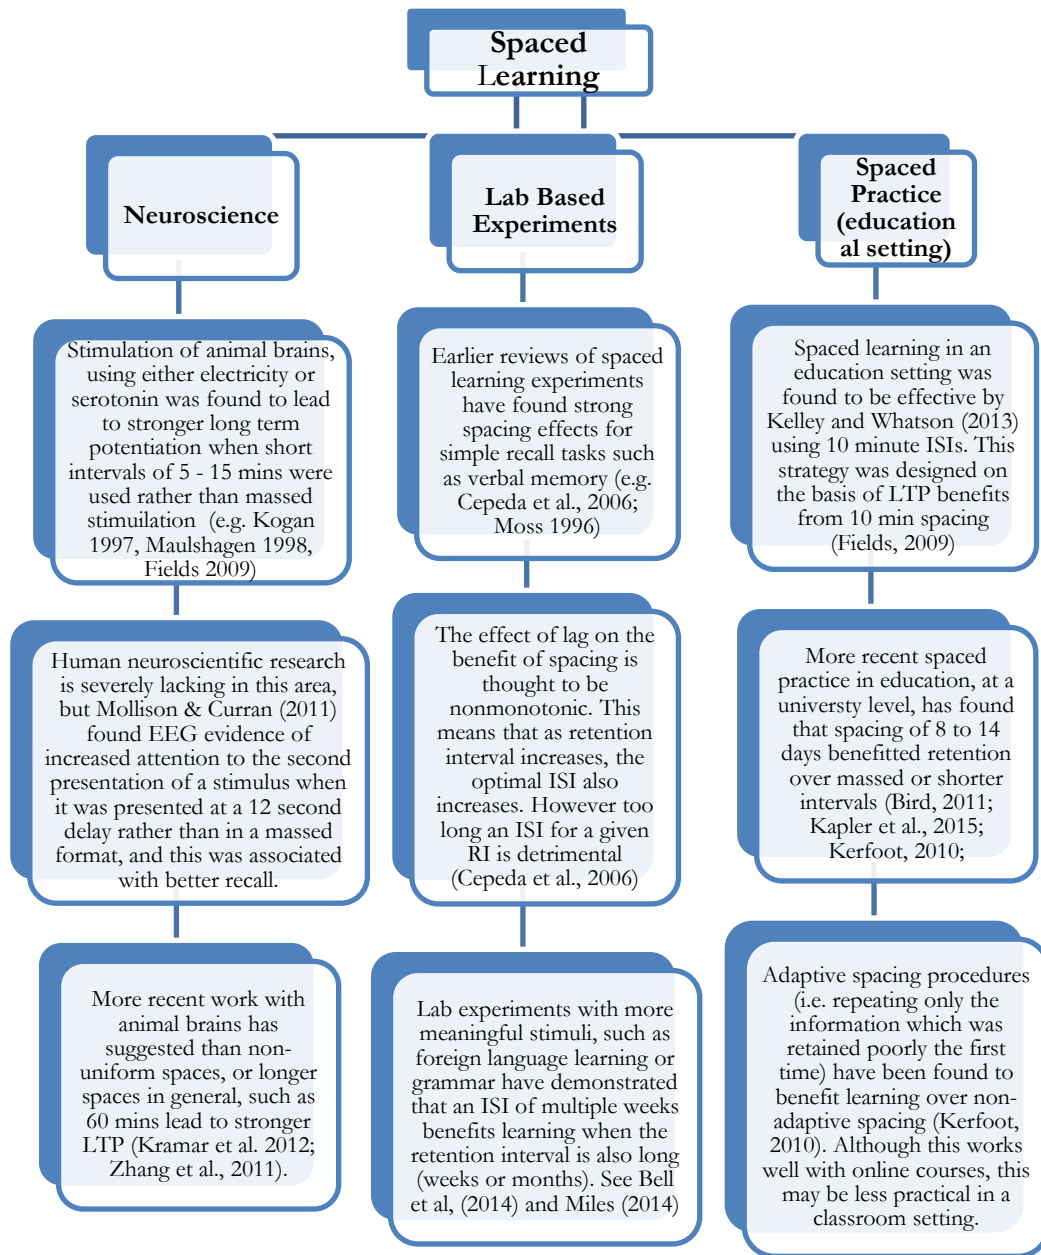 Spaced
Learning
Neuroscience
Lab Based
Experiments
Spaced
Practice
(education
al setting)
Stimulation of animal brains,
using either electricity or
serotonin was found to lead
to stronger long term
potentiation when short
intervals of 5 - 15 mins were
used rather than massed
stimuilation (e.g. Kogan
1997, Maulshagen 1998,
Fields 2009)
Human neuroscientific research
is severely lacking in this area,
but Mollison & Curran (2011)
found EEG evidence of
increased attention to the second
presentation of a stimulus when
it was presented at a 12 second
delay rather than in a massed
format, and this was associated
with better recall.
More recent work with
animal brains has
suggested than non-
uniform spaces, or longer
spaces in general, such as
60 mins lead to stronger
LTP (Kramar et al. 2012;
Zhang et al., 2011).
Earlier reviews of spaced
learning experiments
have found strong
spacing effects for
simple recall tasks such
as verbal memory (e.g.
Cepeda et al., 2006;
Moss 1996)
The effect of lag on the
benefit of spacing is
thought to be
nonmonotonic. This
means that as retention
interval increases, the
optimal ISI also
increases. However too
long an ISI for a given
RI is detrimental
(Cepeda et al., 2006)
Lab experiments with more
meaningful stimuli, such as
foreign language learning or
grammar have demonstrated
that an ISI of multiple weeks
benefits learning when the
retention interval is also long
(weeks or months). See Bell
et al, (2014) and Miles (2014)
Spaced learning in an
education setting was
found to be effective by
Kelley and Whatson (2013)
using 10 minute ISIs. This
strategy was designed on
the basis of LTP benefits
from 10 min spacing
(Fields, 2009)
More recent spaced
practice in education, at a
universty level, has found
that spacing of 8 to 14
days benefitted retention
over massed or shorter
intervals (Bird, 2011;
Kapler et al., 2015;
Kerfoot, 2010;
Adaptive spacing procedures
(i.e. repeating only the
information which was
retained poorly the first
time) have been found to
benefit learning over non-
adaptive spacing (Kerfoot,
2010). Although this works
well with online courses, this
may be less practical in a
classroom setting.